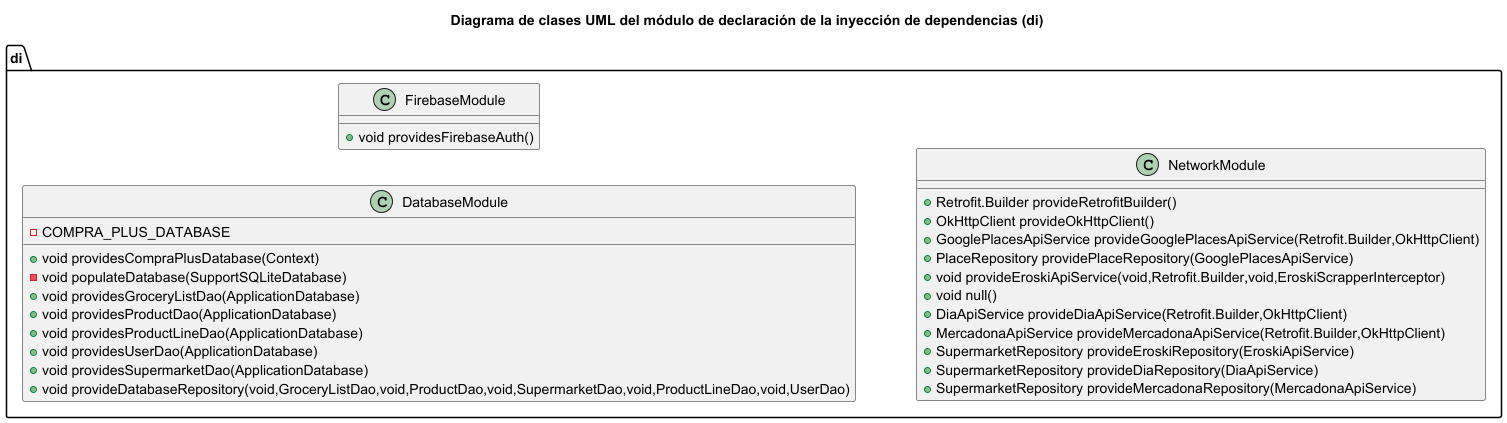 Diagrama de clases UML del módulo de declaración de la inyección de dependencias (di)
di
C FirebaseModule
void providesFirebaseAuth()
C DatabaseModule
COMPRA_PLUS_DATABASE
void providesCompraPlusDatabase(Context)
void populateDatabase(SupportSQLiteDatabase)
void providesGroceryListDao(ApplicationDatabase)
void providesProductDao(ApplicationDatabase)
void providesProductLineDao(ApplicationDatabase)
void providesUserDao(ApplicationDatabase)
void providesSupermarketDao(ApplicationDatabase)
void provideDatabaseRepository(void,GroceryListDao,void,ProductDao,void,SupermarketDao,void,ProductLineDao,void,UserDao)
C NetworkModule
Retrofit.Builder provideRetrofitBuilder()
OkHttpClient provideOkHttpClient()
GooglePlacesApiService provideGooglePlacesApiService(Retrofit.Builder,OkHttpClient)
PlaceRepository providePlaceRepository(GooglePlacesApiService)
void provideEroskiApiService(void,Retrofit.Builder,void,EroskiScrapperInterceptor)
void null()
DiaApiService provideDiaApiService(Retrofit.Builder,OkHttpClient)
MercadonaApiService provideMercadonaApiService(Retrofit.Builder,OkHttpClient)
SupermarketRepository provideEroskiRepository(EroskiApiService)
SupermarketRepository provideDiaRepository(DiaApiService)
SupermarketRepository provideMercadonaRepository(MercadonaApiService)